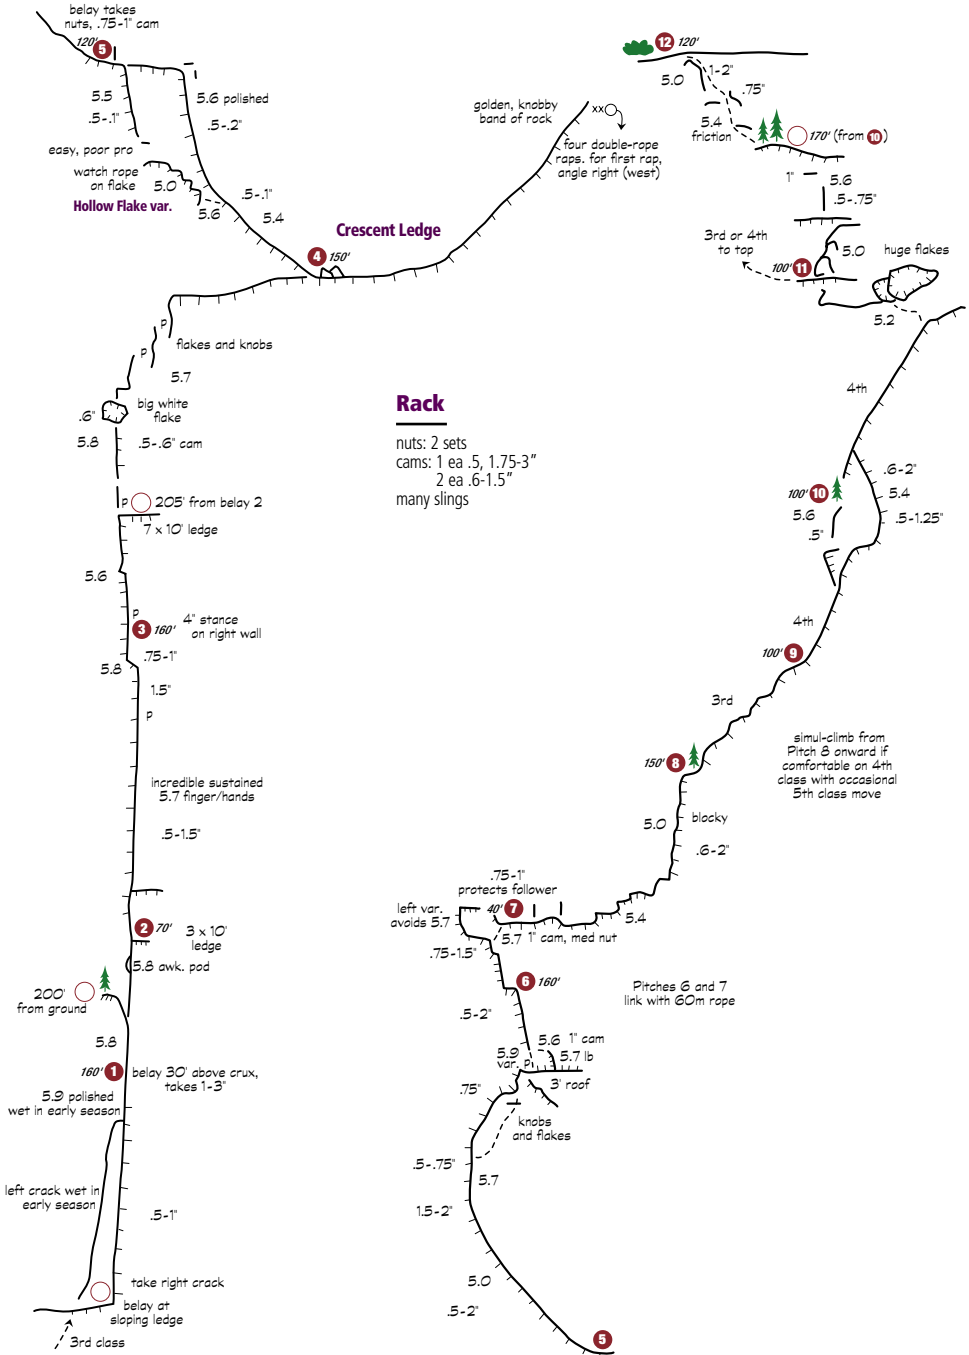 belay takes
nuts, .75-1" cam
120'
5
5.5
.5-.1"
5.6 polished
.5-.2"
easy, poor pro
watch rope
on flake
5.0
Hollow Flake var.
5.6
.5-.1"
5.4
Crescent Ledge
4 150'
golden, knobby
band of rock
xx
four double-rope
raps. for first rap,
angle right (west)
P
P
flakes and knobs
5.7
big white
flake
.6"
5.8
.5-.6" cam
P
205' from belay 2
7 x 10' ledge
5.6
P
3 160'
4" stance
on right wall
.75-1"
5.8
1.5"
P
incredible sustained
5.7 finger/hands
.5-1.5"
2 70'
3 x 10'
ledge
5.8 awk. pod
200'
from ground
5.8
160' 1
belay 30' above crux,
takes 1-3"
5.9 polished
wet in early season
left crack wet in
early season
.5-1"
take right crack
belay at
sloping ledge
3rd class
Rack
nuts: 2 sets
cams: 1 ea .5, 1.75-3"
2 ea .6-1.5"
many slings
12 120'
5.0
1-2"
.75"
5.4
friction
170' (from 10)
1"
5.6
.5-.75"
3rd or 4th
to top
5.0
100' 11
huge flakes
5.2
4th
.6-2"
5.4
.5-1.25"
100' 10
5.6
.5"
4th
100' 9
3rd
simul-climb from
Pitch 8 onward if
comfortable on 4th
class with occasional
5th class move
150' 8
5.0
blocky
.6-2"
.75-1"
protects follower
40' 7
left var.
avoids 5.7
5.4
5.7 1" cam, med nut
.75-1.5"
6 160'
Pitches 6 and 7
link with 60m rope
.5-2"
5.6
1" cam
5.9
var. P
5.7 lb
3' roof
.75"
knobs
and flakes
.5-.75"
5.7
1.5-2"
5.0
.5-2"
5